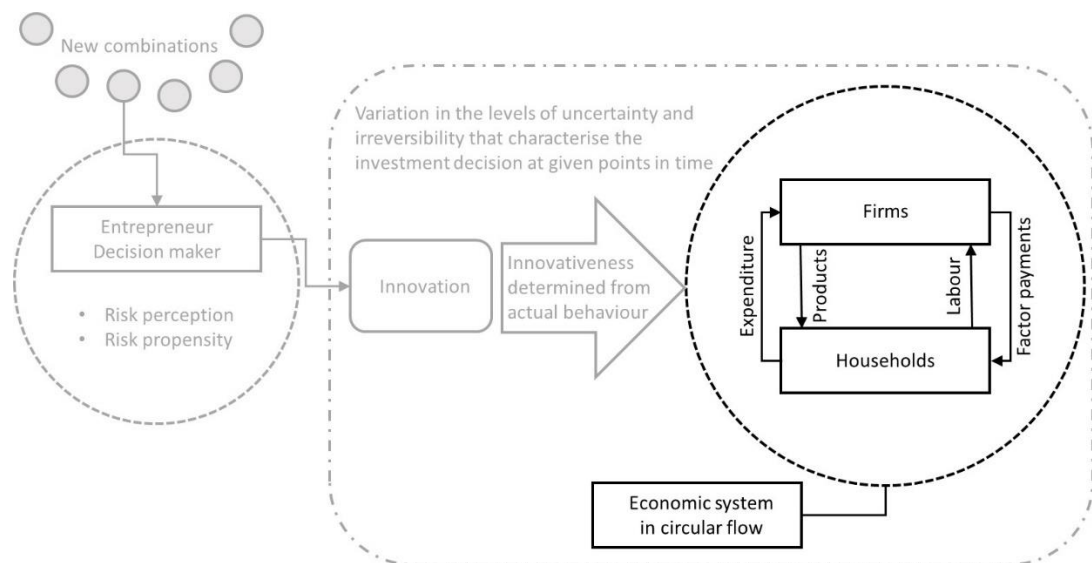 New combinations
Variation in the levels of uncertainty and
irreversibility that characterise the
investment decision at given points in time
Entrepreneur
Decision maker
• Risk perception
• Risk propensity
Innovation
Innovativeness
determined from
actual behaviour
Firms
Expenditure
Products
Labour
Factor payments
Households
Economic system
in circular flow